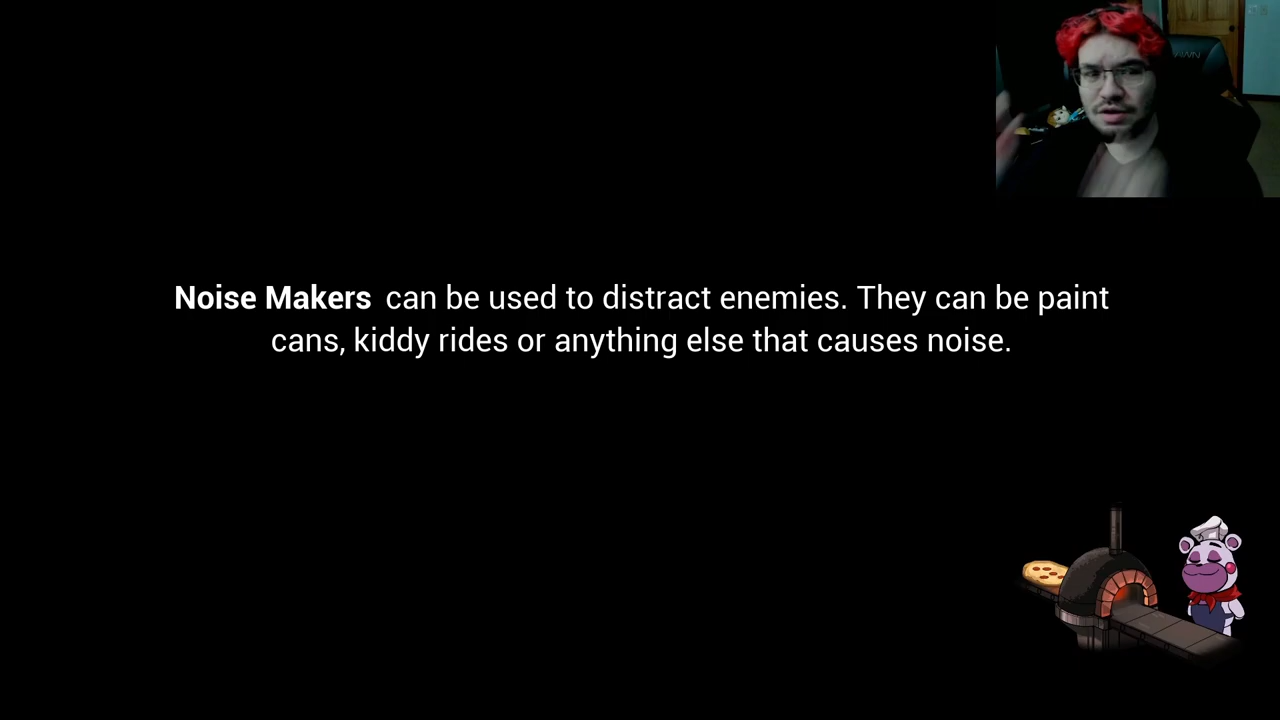 Noise Makers can be used to distract enemies. They can be paint
cans, kiddy rides or anything else that causes noise.